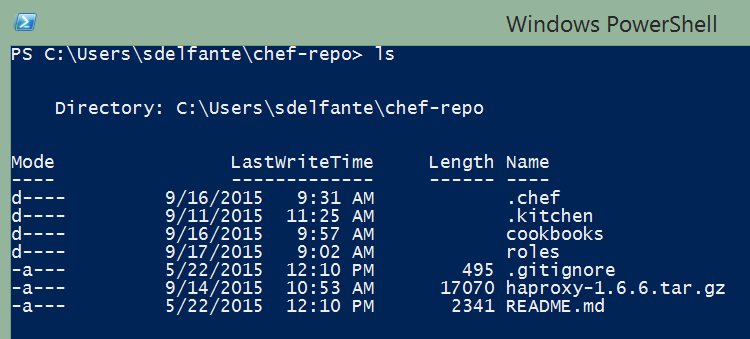 Windows PowerShell
PS C:\Users\sdelfante\chef-repo> ls
Directory: C:\Users\sdelfante\chef-repo
Mode LastWriteTime Length Name
---- ------------- ------ ----
d---- 9/16/2015 9:31 AM .chef
d---- 9/11/2015 11:25 AM .kitchen
d---- 9/16/2015 9:57 AM cookbooks
d---- 9/17/2015 9:02 AM roles
-a--- 5/22/2015 12:10 PM 495 .gitignore
-a--- 9/14/2015 10:53 AM 17070 haproxy-1.6.6.tar.gz
-a--- 5/22/2015 12:10 PM 2341 README.md